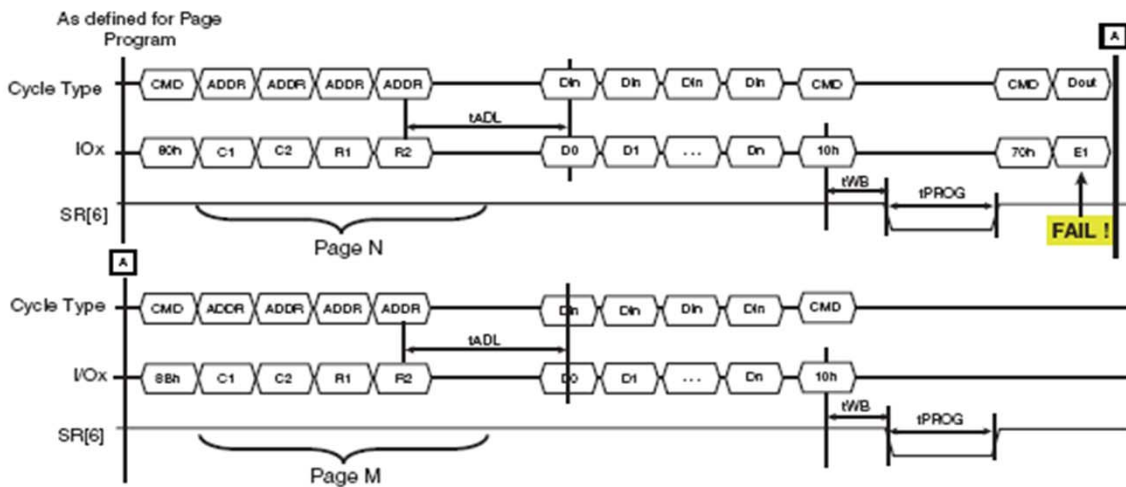 As defined for Page
Program
A
Cycle Type
CMD ADDR ADDR ADDR ADDR DIn DIn DIn DIn CMD CMD Dout
tADL
IOx
80h C1 C2 R1 R2 D0 D1 ... Dn 10h 70h E1
tWB
tPROG
SR[6]
Page N
FAIL !
A
Cycle Type
CMD ADDR ADDR ADDR ADDR DIn DIn DIn DIn CMD
tADL
I/Ox
8Bh C1 C2 R1 R2 D0 D1 ... Dn 10h
tWB
tPROG
SR[6]
Page M